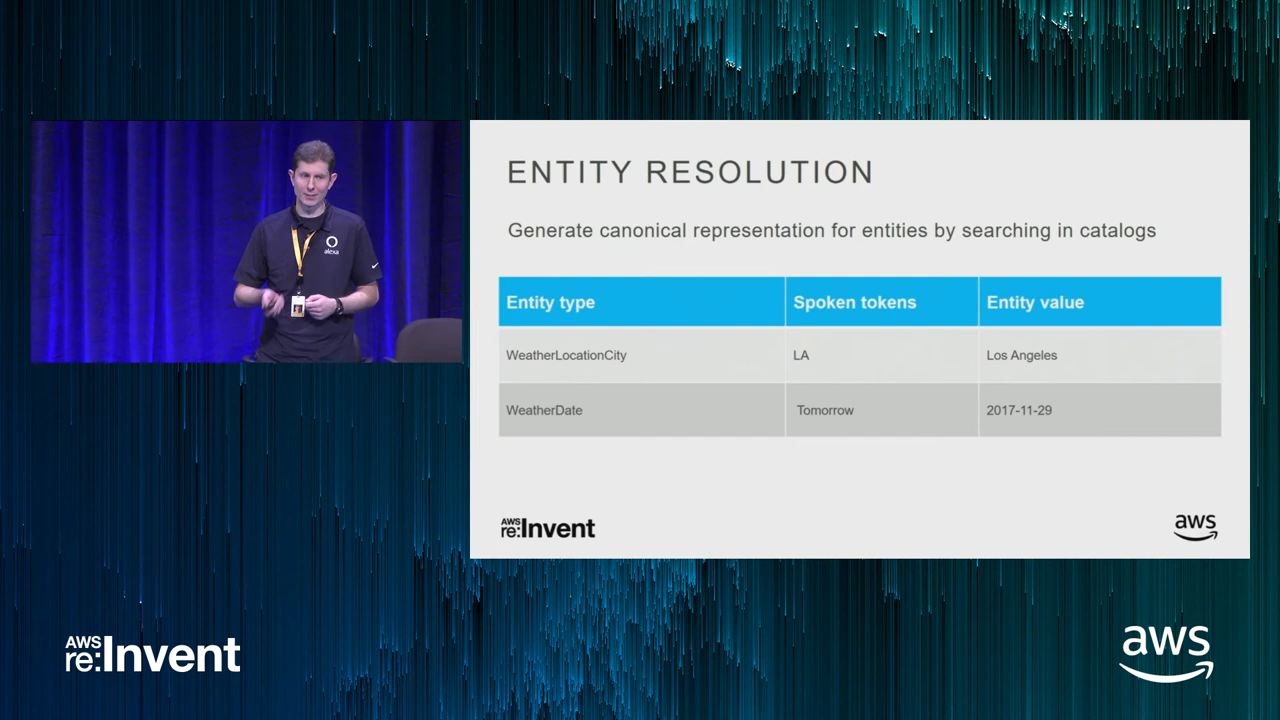 alexa
ENTITY RESOLUTION
Generate canonical representation for entities by searching in catalogs
Entity type Spoken tokens Entity value
WeatherLocationCity LA Los Angeles
WeatherDate Tomorrow 2017-11-29
AWS
re:Invent
aws
AWS
re:Invent
aws